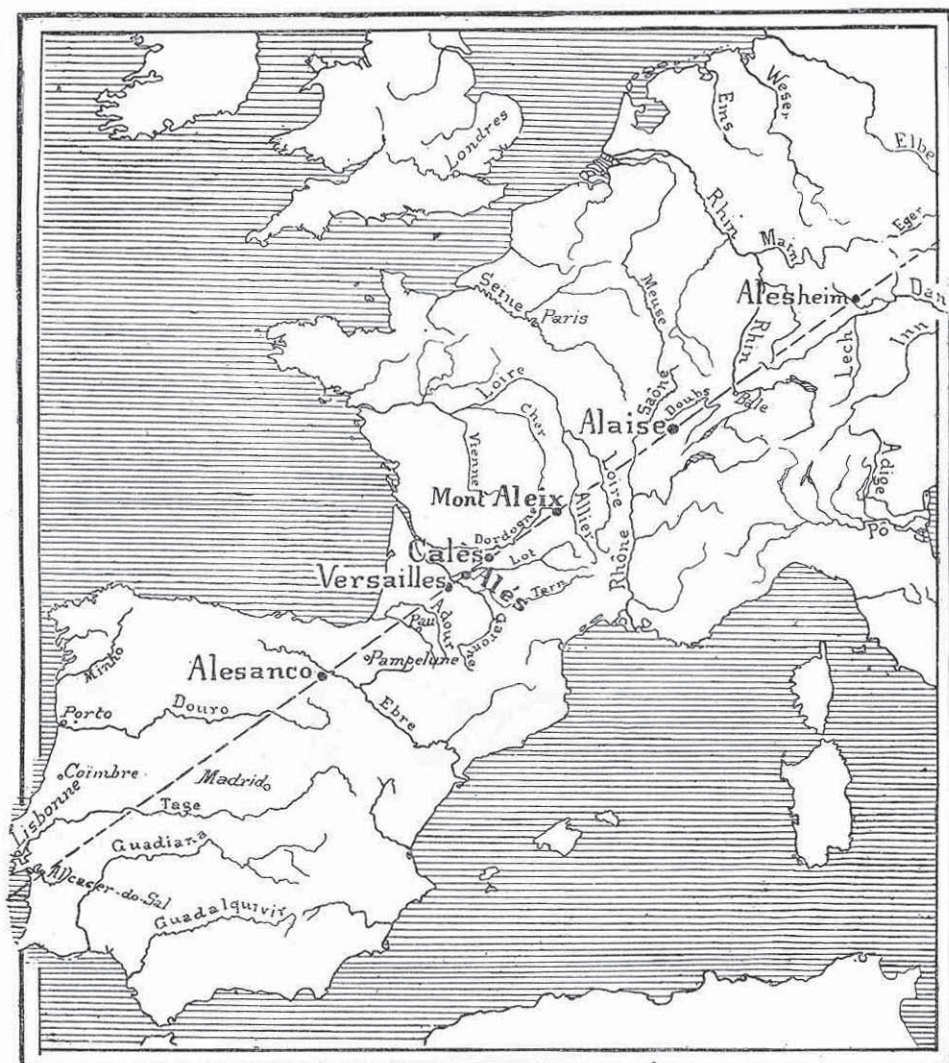 Londres
Weser
Ems
Elbe
Rhin
Eger
Main
Alesheim
Dan
Seine
Paris
Meuse
Rhin
Lech
Inn
Saône
Doubs
Bâle
Loire
Cher
Alaise
Vienne
Adige
Mont Aleix
Loire
Allier
Pô
Dordogne
Calès
Lot
Rhône
Versailles
Alès
Tarn
Adour
Pau
Garonne
Minho
Pampelune
Alesanco
Ebre
Douro
Porto
Coïmbre
Madrid
Lisbonne
Tage
Guadiana
Alcacer-do-Sal
Guadalquivir